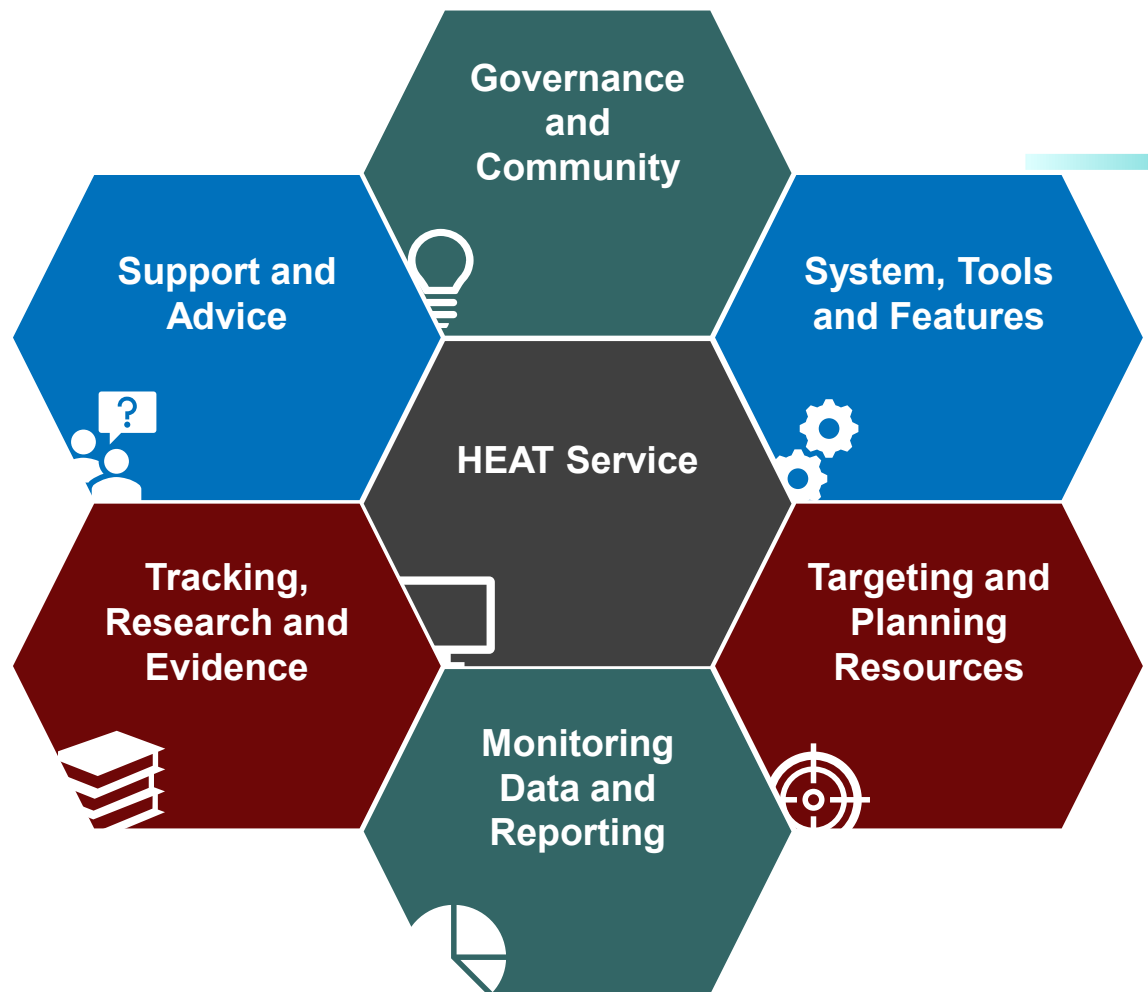 Governance
and
Community
Support and
Advice
System, Tools
and Features
?
HEAT Service
Tracking,
Research and
Evidence
Targeting and
Planning
Resources
Monitoring
Data and
Reporting